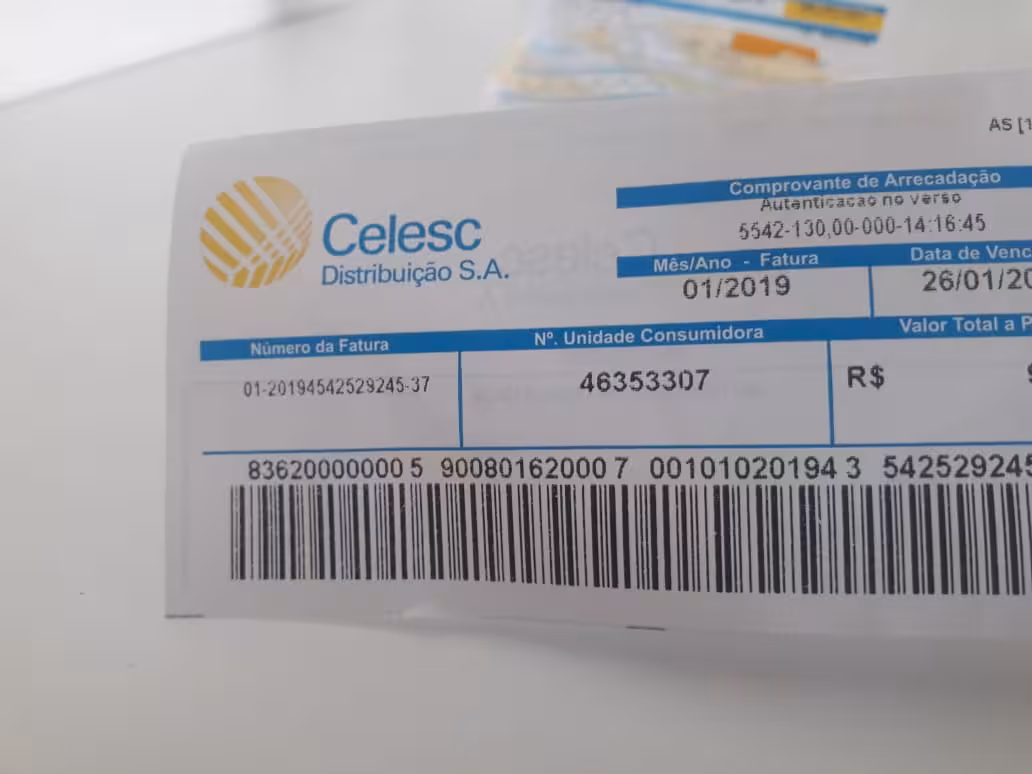 AS [1
Comprovante de Arrecadação
Autenticacao no verso
5542-130,00-000-14:16:45
Celesc
Distribuição S.A.
Mês/Ano - Fatura
Data de Venc
01/2019
26/01/20
Número da Fatura
Nº. Unidade Consumidora
Valor Total a P
01-20194542529245-37
46353307
R$
83620000000 5 90080162000 7 00101020194 3 542529245